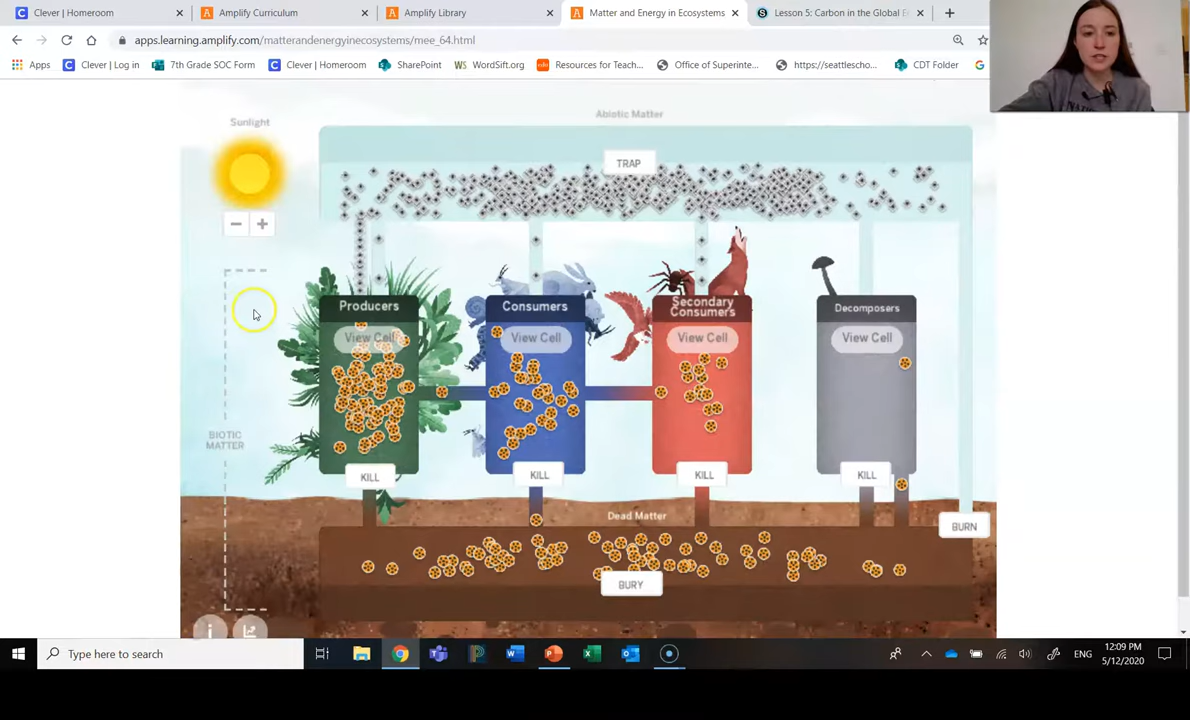 Clever | Homeroom
Amplify Curriculum
Amplify Library
Matter and Energy in Ecosystems
Lesson 5: Carbon in the Global E
apps.learning.amplify.com/matterandenergyinecosystems/mee_64.html
Apps
Clever | Log in
7th Grade SOC Form
Clever | Homeroom
SharePoint
WordSift.org
Resources for Teach...
Office of Superinte...
https://seattlescho...
CDT Folder
Sunlight
Abiotic Matter
TRAP
Producers
Consumers
Secondary
Consumers
Decomposers
View Cell
View Cell
View Cell
View Cell
BIOTIC
MATTER
KILL
KILL
KILL
KILL
Dead Matter
BURN
BURY
Type here to search
ENG
12:09 PM
5/12/2020